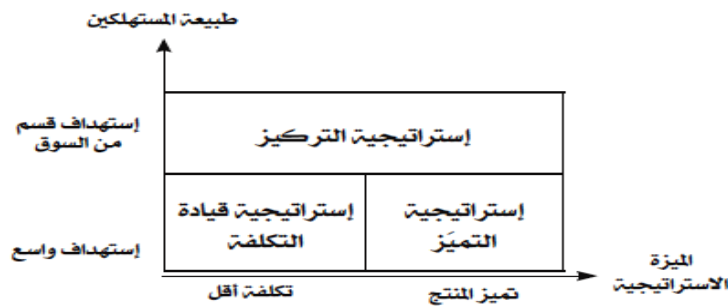 طبيعة المستهلكين
إستهداف قسم
من السوق
إستراتيجية التركيز
إستراتيجية
التميَز
إستراتيجية قيادة
التكلفة
إستهداف واسع
الميزة
الاستراتيجية
تميز المنتج
تكلفة أقل